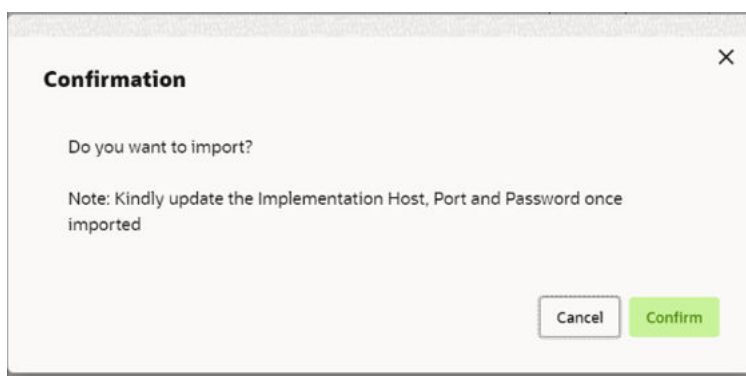 Confirmation
Do you want to import?
Note: Kindly update the Implementation Host, Port and Password once
imported
Cancel
Confirm